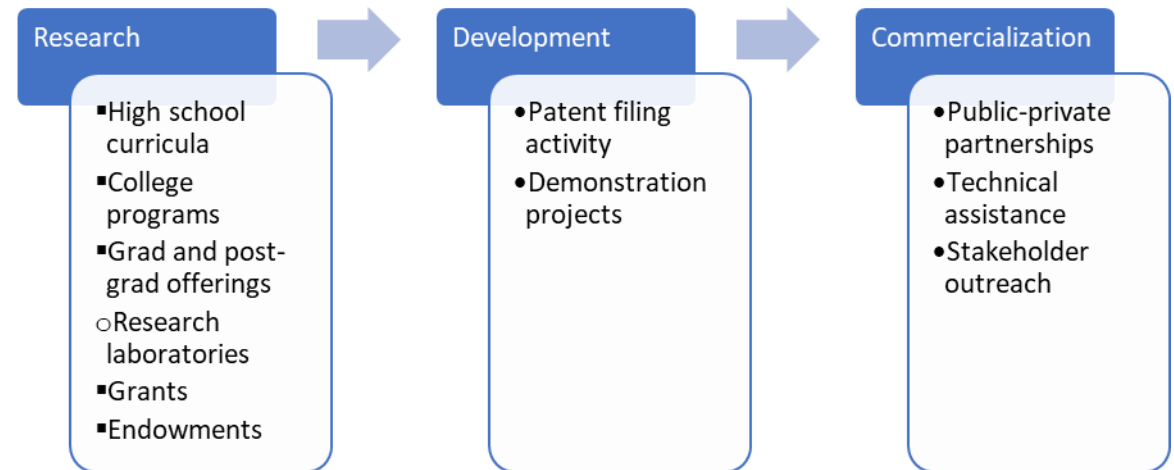 Research
▪High school
curricula
▪College
programs
▪Grad and post-
grad offerings
○Research
laboratories
▪Grants
▪Endowments
Development
•Patent filing
activity
•Demonstration
projects
Commercialization
•Public-private
partnerships
•Technical
assistance
•Stakeholder
outreach